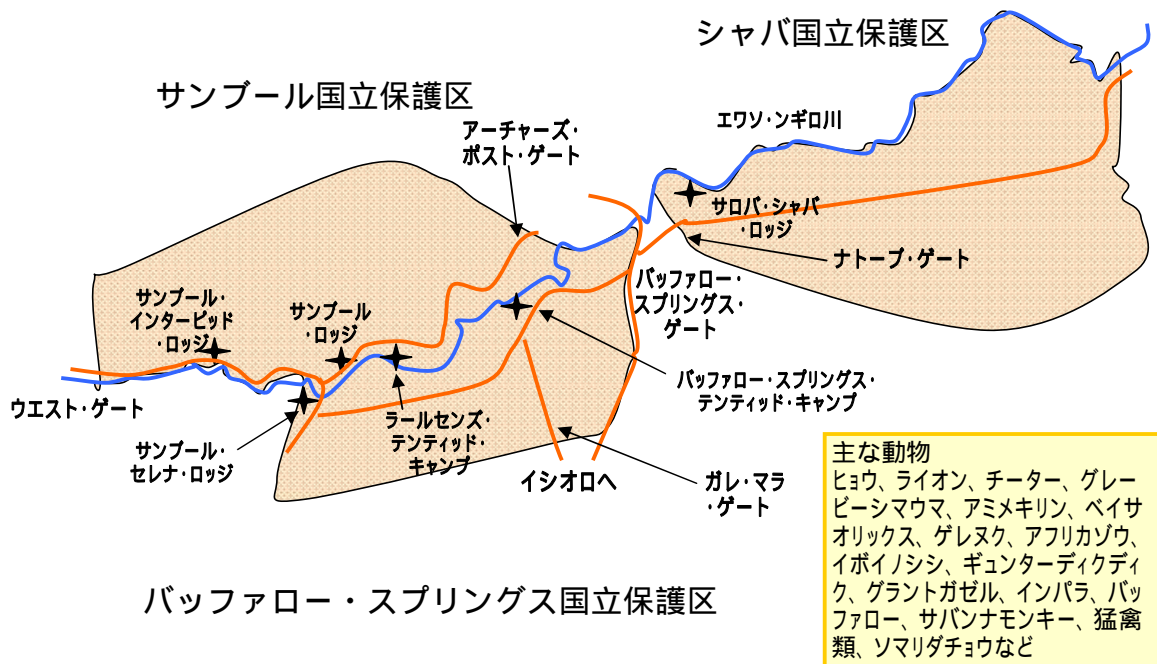 シャバ国立保護区
サンブール国立保護区
エワソ・ンギロ川
アーチャーズ・
ポスト・ゲート
サロバ・シャバ
・ロッジ
ナトーブ・ゲート
バッファロー・
スプリングス・
ゲート
サンブール・
インターピッド
・ロッジ
サンブール
・ロッジ
バッファロー・スプリングス・
テンティッド・キャンプ
ウエスト・ゲート
ラールセンズ・
テンティッド・
キャンプ
サンブール・
セレナ・ロッジ
イシオロへ
ガレ・マラ
・ゲート
バッファロー・スプリングス国立保護区
主な動物
ヒョウ、ライオン、チーター、グレー
ビーシマウマ、アミメキリン、ベイサ
オリックス、ゲレヌク、アフリカゾウ、
イボイノシシ、ギュンターディクディ
ク、グラントガゼル、インパラ、バッ
ファロー、サバンナモンキー、猛禽
類、ソマリダチョウなど